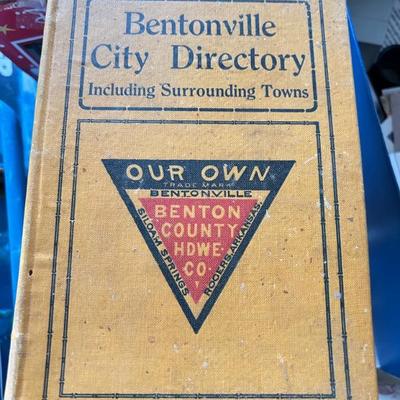 Bentonville
City Directory
Including Surrounding Towns
OUR OWN
TRADE MARK
BENTONVILLE
BENTON
COUNTY
HDWE.
CO.
SILOAM SPRINGS
ROGERS, ARKANSAS.